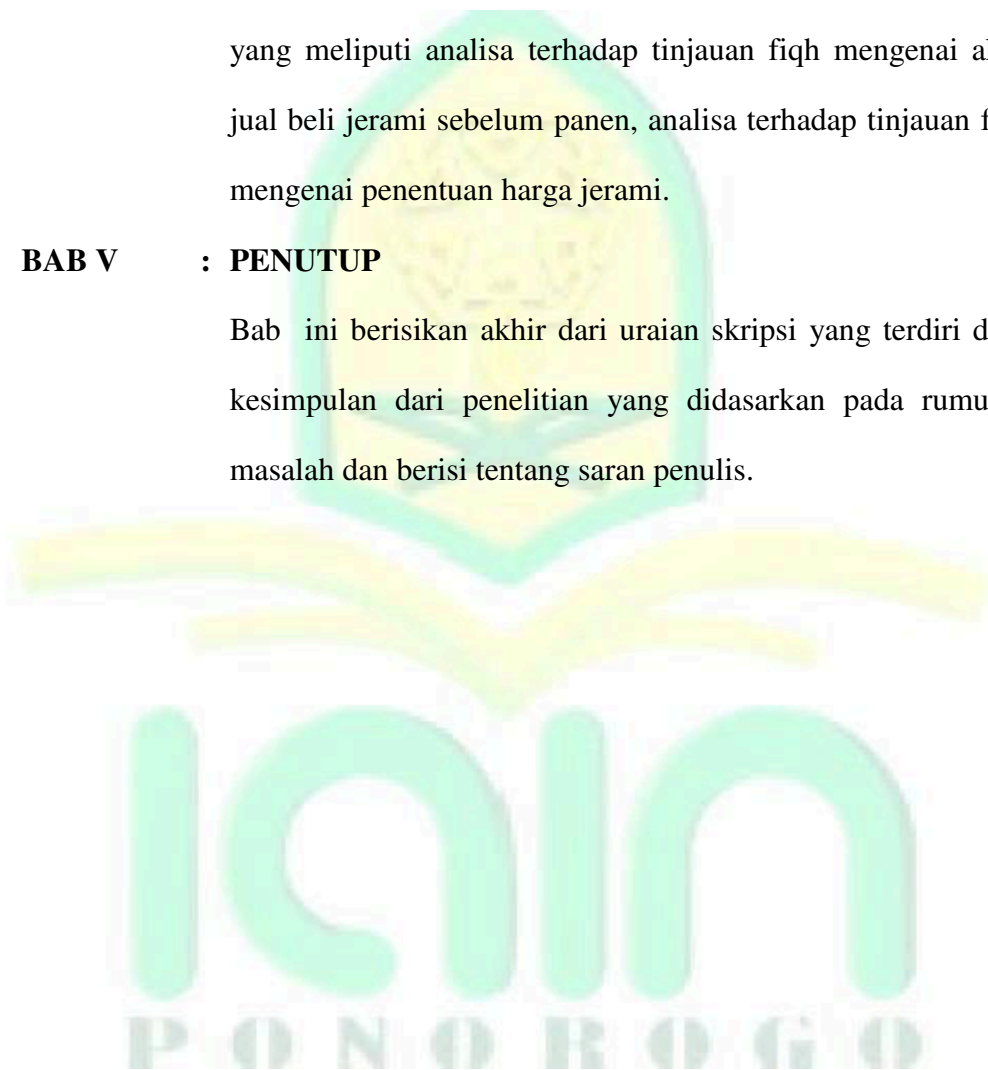 yang meliputi analisa terhadap tinjauan fiqh mengenai
jual beli jerami sebelum panen, analisa terhadap tinjauan
mengenai penentuan harga jerami.
BAB V : PENUTUP
Bab ini berisikan akhir dari uraian skripsi yang terdiri
kesimpulan dari penelitian yang didasarkan pada
masalah dan berisi tentang saran penulis.
iain
PONOROGO